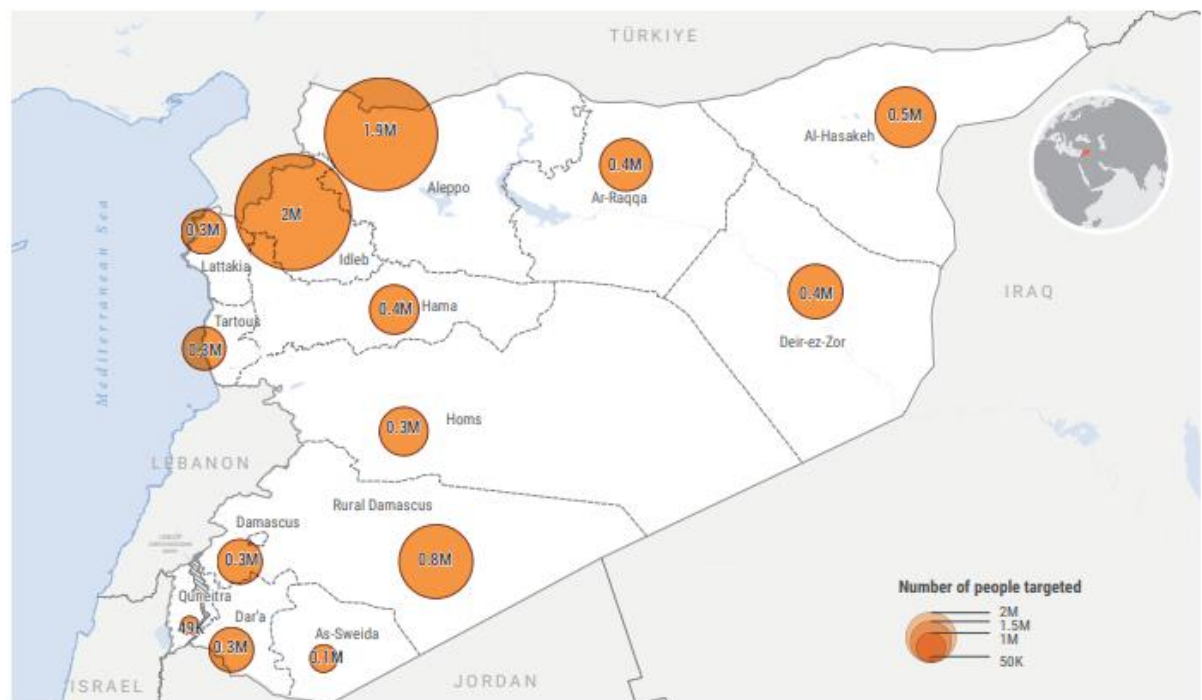 TÜRKIYE
1.9M
0.5M
Al-Hasakeh
0.4M
Ar-Raqqa
Aleppo
2M
0.3M
Lattakia
Idleb
Mediterranean Sea
IRAQ
0.4M
Deir-ez-Zor
0.4M
Hama
Tartous
0.3M
0.3M
Homs
LEBANON
Rural Damascus
Damascus
0.3M
0.8M
Quneitra
49K
Dar'a
0.3M
As-Sweida
0.1M
Number of people targeted
2M
1.5M
1M
50K
ISRAEL
JORDAN